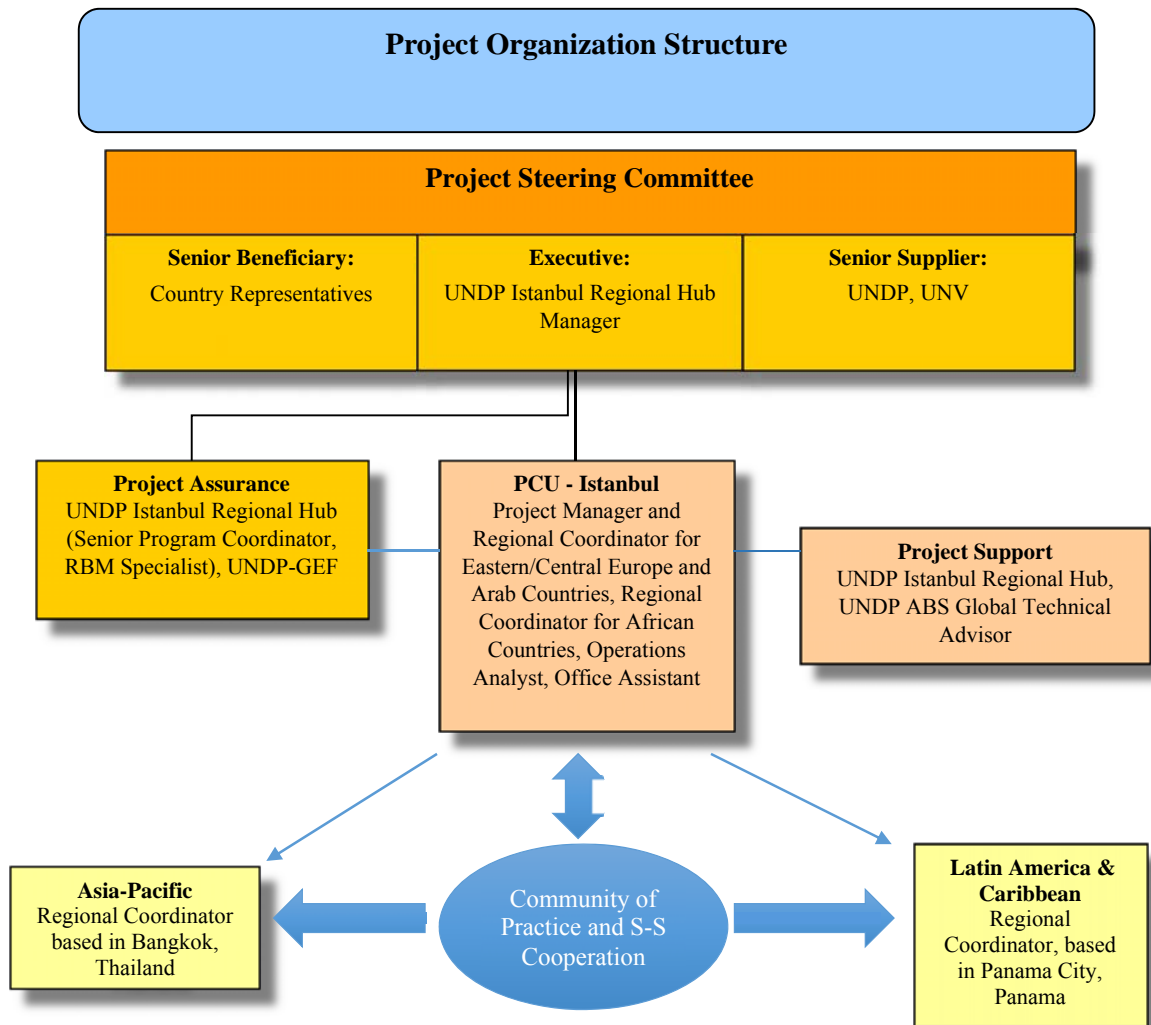 Project Organization Structure
Project Steering Committee
Senior Beneficiary:
Country Representatives
Executive:
UNDP Istanbul Regional Hub
Manager
Senior Supplier:
UNDP, UNV
Project Assurance
UNDP Istanbul Regional Hub
(Senior Program Coordinator,
RBM Specialist), UNDP-GEF
PCU - Istanbul
Project Manager and
Regional Coordinator for
Eastern/Central Europe and
Arab Countries, Regional
Coordinator for African
Countries, Operations
Analyst, Office Assistant
Project Support
UNDP Istanbul Regional Hub,
UNDP ABS Global Technical
Advisor
Asia-Pacific
Regional Coordinator
based in Bangkok,
Thailand
Community of
Practice and S-S
Cooperation
Latin America &
Caribbean
Regional
Coordinator, based
in Panama City,
Panama